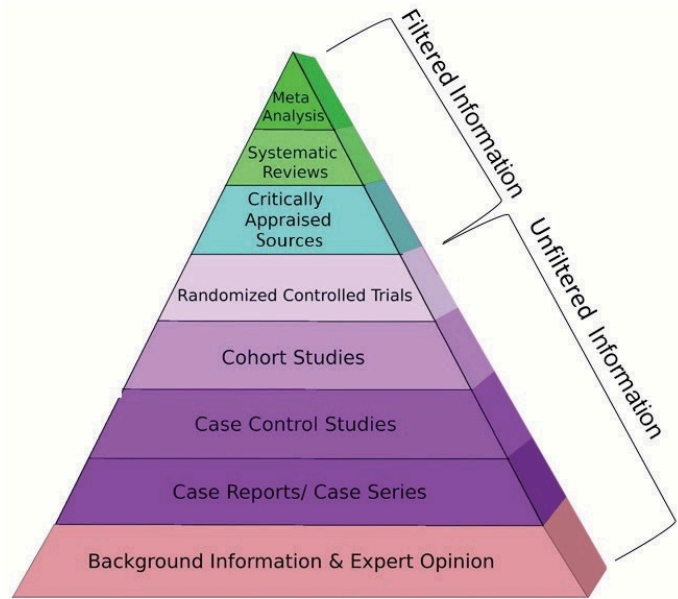 Meta
Analysis
Systematic
Reviews
Critically
Appraised
Sources
Randomized Controlled Trials
Cohort Studies
Case Control Studies
Case Reports/ Case Series
Background Information & Expert Opinion
Filtered Information
Unfiltered Information